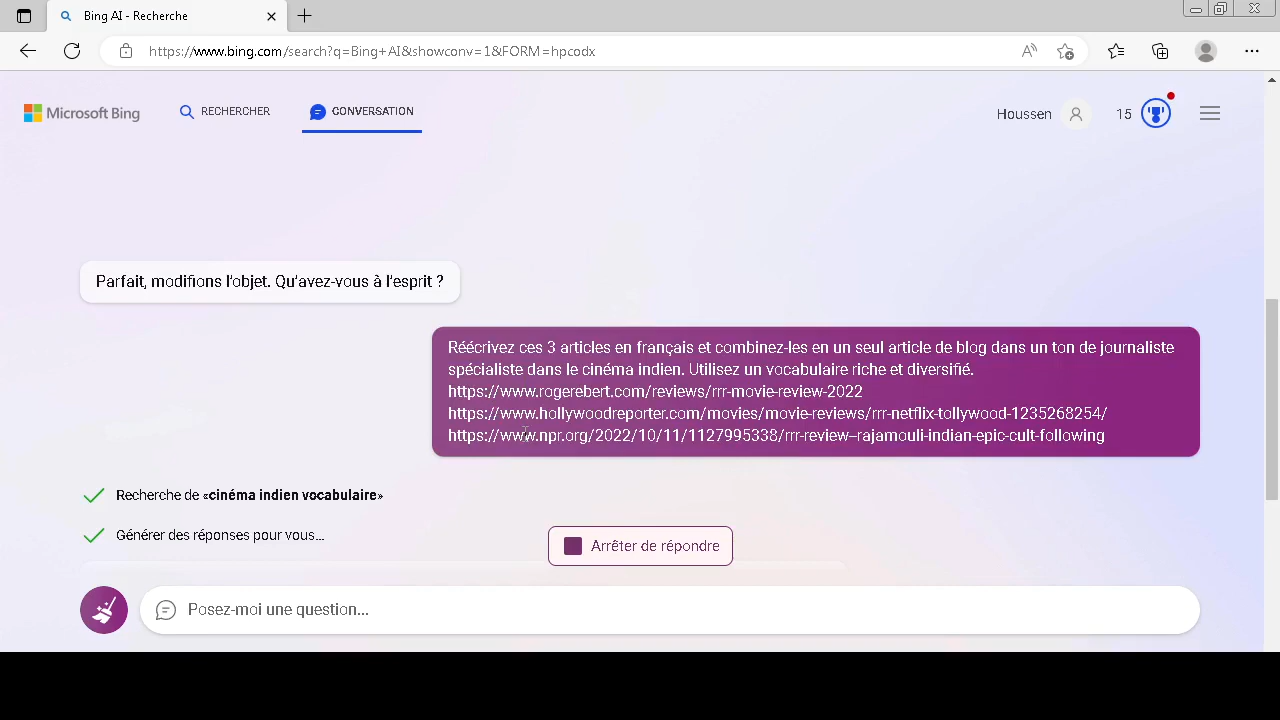 Bing AI - Recherche
https://www.bing.com/search?q=Bing+AI&showconv=1&FORM=hpcodx
Microsoft Bing
RECHERCHER
CONVERSATION
Houssen
15
Parfait, modifions l'objet. Qu'avez-vous à l'esprit ?
Réécrivez ces 3 articles en français et combinez-les en un seul article de blog dans un ton de journaliste
spécialiste dans le cinéma indien. Utilisez un vocabulaire riche et diversifié.
https://www.rogerebert.com/reviews/rrr-movie-review-2022
https://www.hollywoodreporter.com/movies/movie-reviews/rrr-netflix-tollywood-1235268254/
https://www.npr.org/2022/10/11/1127995338/rrr-review–rajamouli-indian-epic-cult-following
Recherche de «cinéma indien vocabulaire»
Générer des réponses pour vous…
Arrêter de répondre
Posez-moi une question...